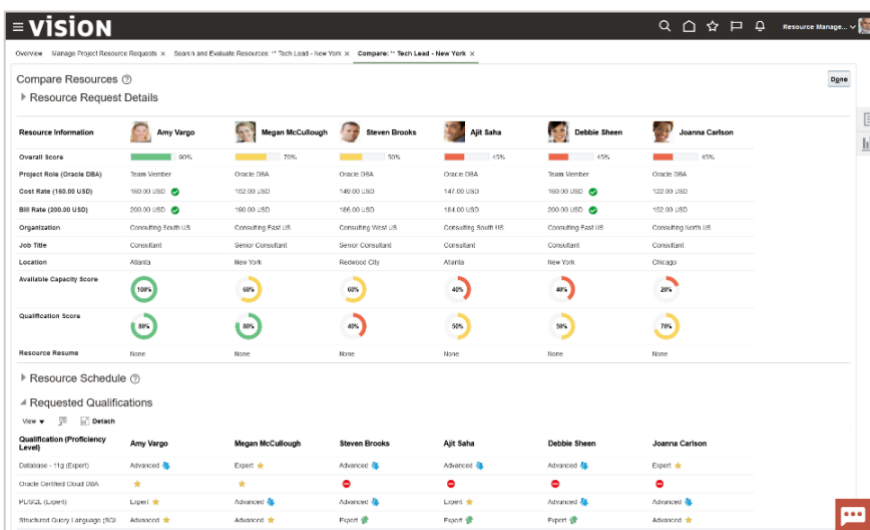 ≡ vision
Resource Manage...
Overview Manage Project Resource Requests × Search and Evaluate Resources: ** Tech Lead - New York × Compare: ** Tech Lead - New York ×
Compare Resources
Done
Resource Request Details
Resource Information Amy Vargo Megan McCullough Steven Brooks Ajit Saha Debbie Sheen Joanna Carlson
Overall Score 90% 70% 50% 45% 45% 45%
Project Role (Oracle DBA) Team Member Oracle DBA Oracle DBA Oracle DBA Team Member Oracle DBA
Cost Rate (160.00 USD) 160.00 USD 152.00 USD 149.00 USD 147.00 USD 160.00 USD 122.00 USD
Bill Rate (200.00 USD) 200.00 USD 190.00 USD 186.00 USD 184.00 USD 200.00 USD 152.00 USD
Organization Consulting South US Consulting East US Consulting West US Consulting South US Consulting East US Consulting North US
Job Title Consultant Senior Consultant Senior Consultant Consultant Consultant Consultant
Location Atlanta New York Redwood City Atlanta New York Chicago
Available Capacity Score 100% 60% 60% 40% 40% 20%
Qualification Score 80% 80% 40% 50% 50% 70%
Resource Resume None None None None None None
Resource Schedule
Requested Qualifications
View Detach
Qualification (Proficiency
Level) Amy Vargo Megan McCullough Steven Brooks Ajit Saha Debbie Sheen Joanna Carlson
Database - 11g (Expert) Advanced Expert Advanced Advanced Advanced Expert
Oracle Certified Cloud DBA
PL/SQL (Expert) Expert Advanced Advanced Expert Advanced Advanced
Structured Query Language (SQL Advanced Advanced Expert Expert Expert Advanced